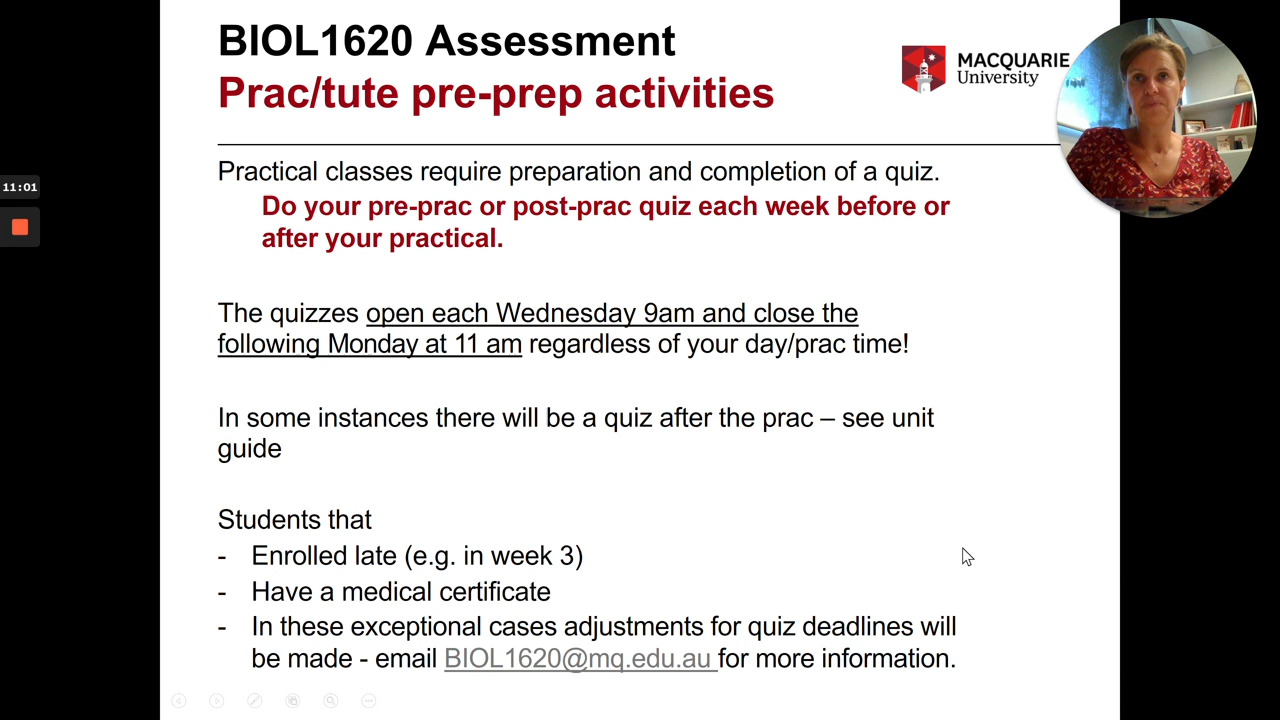 BIOL1620 Assessment
Prac/tute pre-prep activities
MACQUARIE
University
Practical classes require preparation and completion of a quiz.
Do your pre-prac or post-prac quiz each week before or
after your practical.
11:01
The quizzes open each Wednesday 9am and close the
following Monday at 11 am regardless of your day/prac time!
In some instances there will be a quiz after the prac – see unit
guide
Students that
- Enrolled late (e.g. in week 3)
- Have a medical certificate
- In these exceptional cases adjustments for quiz deadlines will
be made - email BIOL1620@mq.edu.au for more information.